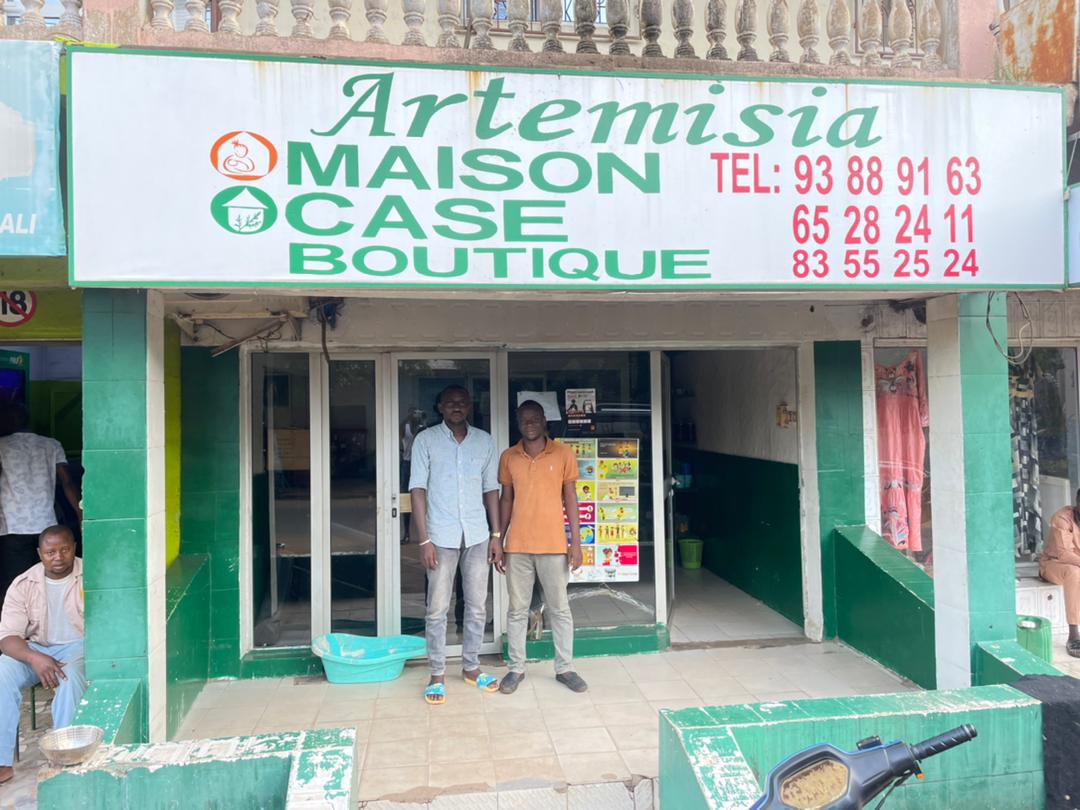 Artemisia
MAISON
CASE
BOUTIQUE
TEL: 93 88 91 63
65 28 24 11
83 55 25 24
ALI
18